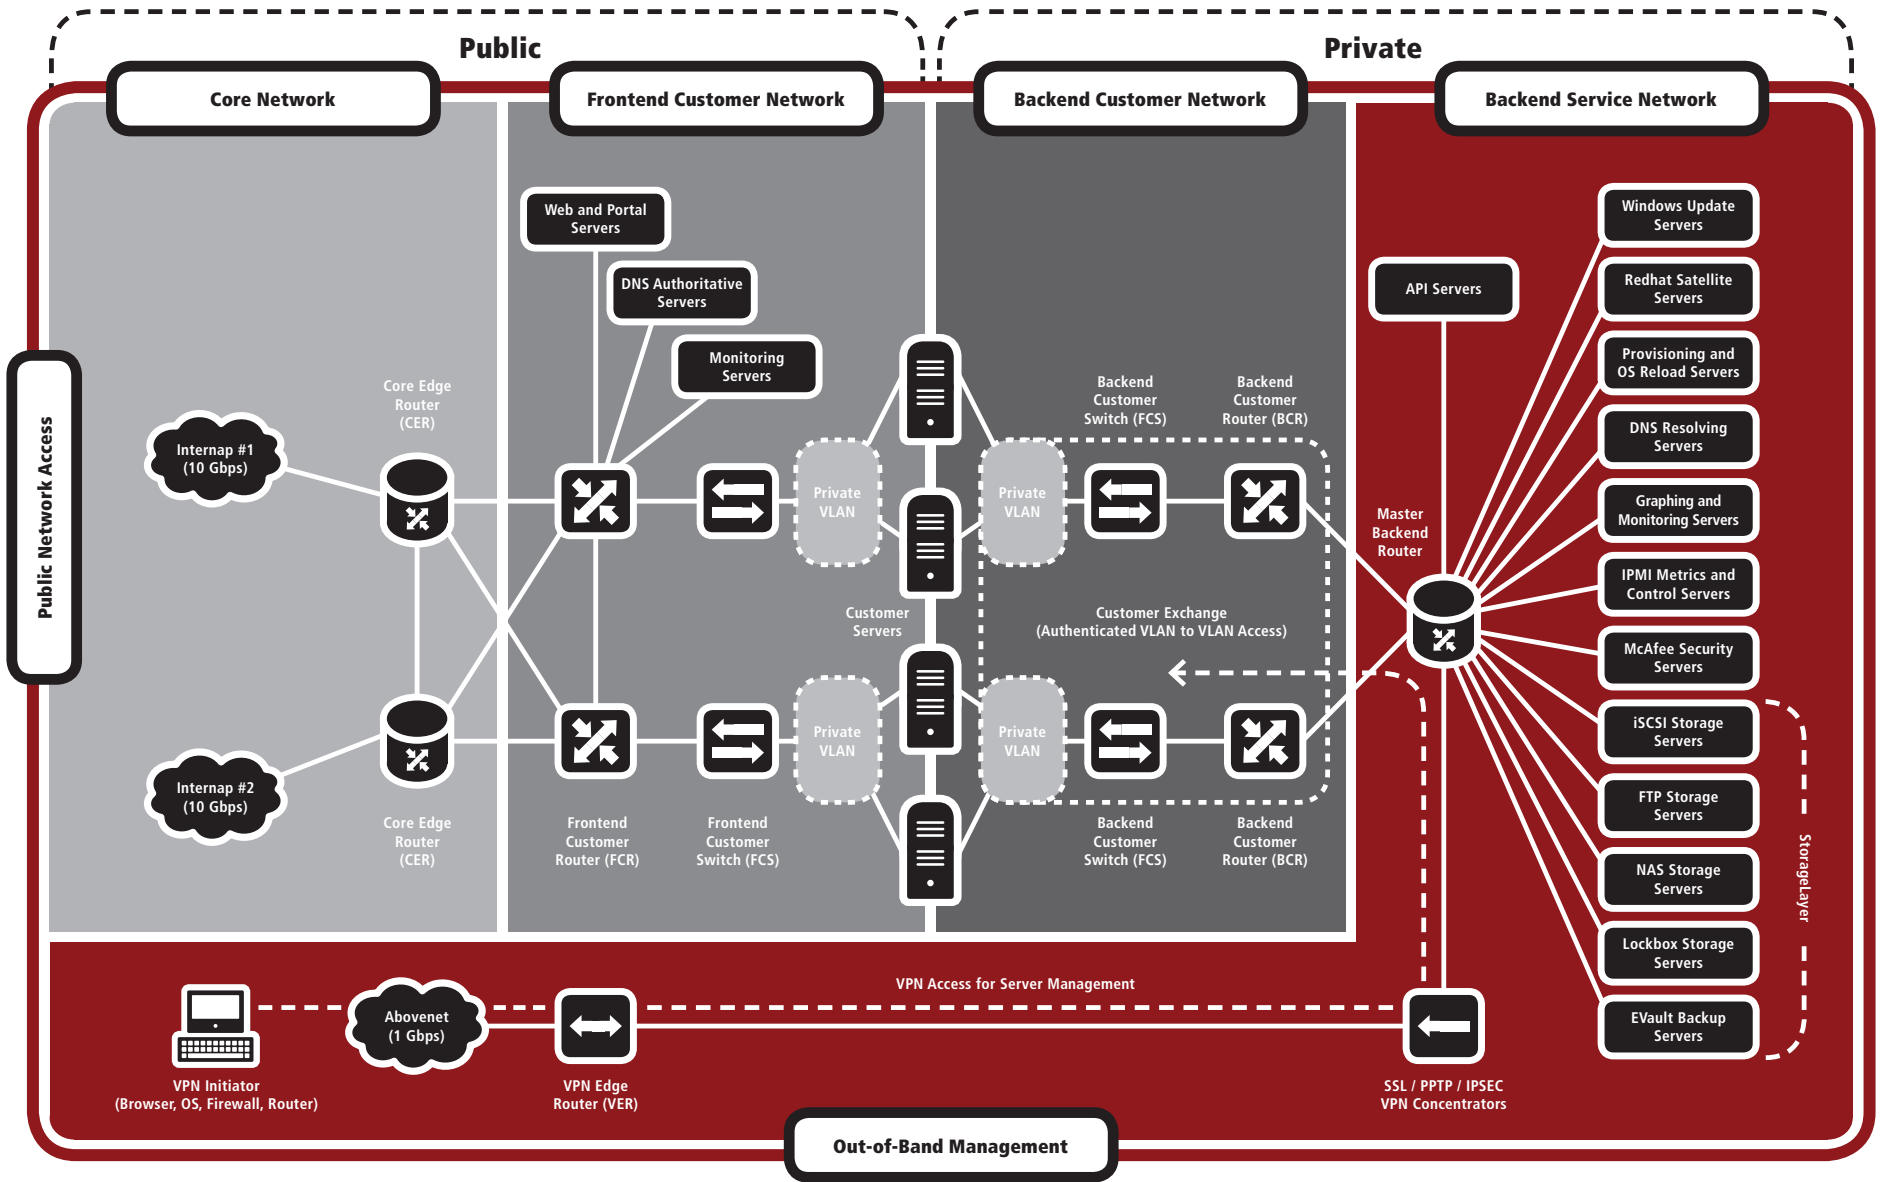 Public
Private
Core Network
Frontend Customer Network
Backend Customer Network
Backend Service Network
Public Network Access
Internap #1
(10 Gbps)
Internap #2
(10 Gbps)
Core Edge
Router
(CER)
Core Edge
Router
(CER)
Web and Portal
Servers
DNS Authoritative
Servers
Monitoring
Servers
Frontend
Customer
Router (FCR)
Frontend
Customer
Switch (FCS)
Private
VLAN
Private
VLAN
Customer
Servers
Private
VLAN
Private
VLAN
Backend
Customer
Switch (FCS)
Backend
Customer
Router (BCR)
Customer Exchange
(Authenticated VLAN to VLAN Access)
Backend
Customer
Switch (FCS)
Backend
Customer
Router (BCR)
API Servers
Master
Backend
Router
Windows Update
Servers
Redhat Satellite
Servers
Provisioning and
OS Reload Servers
DNS Resolving
Servers
Graphing and
Monitoring Servers
IPMI Metrics and
Control Servers
McAfee Security
Servers
iSCSI Storage
Servers
FTP Storage
Servers
NAS Storage
Servers
Lockbox Storage
Servers
EVault Backup
Servers
StorageLayer
VPN Access for Server Management
Abovenet
(1 Gbps)
VPN Initiator
(Browser, OS, Firewall, Router)
VPN Edge
Router (VER)
SSL / PPTP / IPSEC
VPN Concentrators
Out-of-Band Management